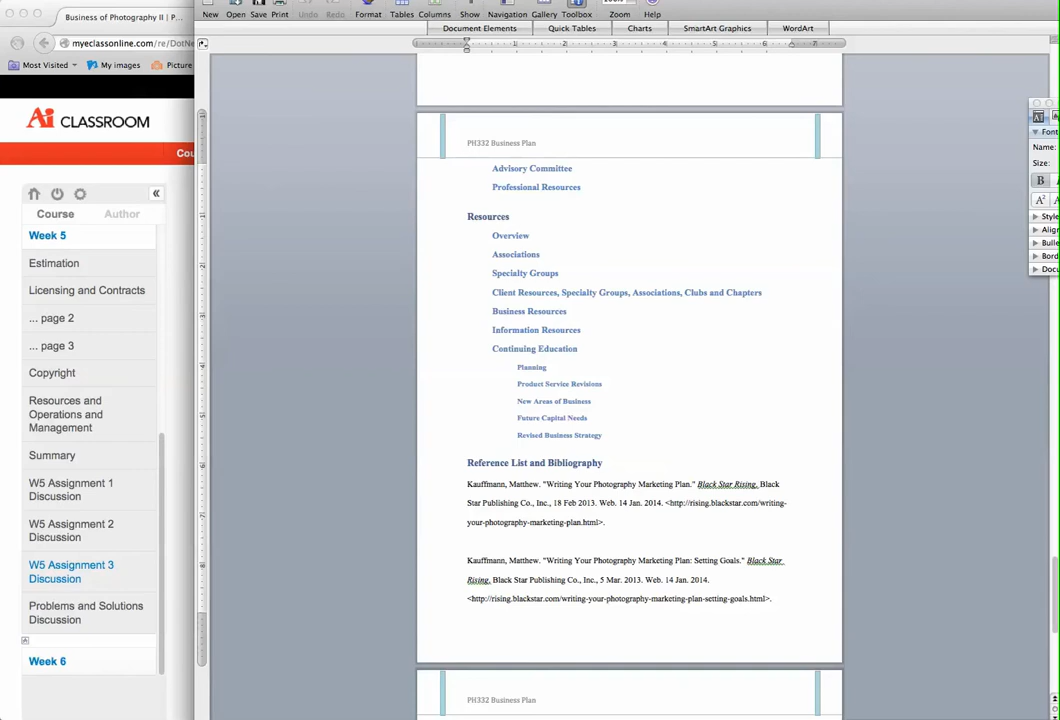 Business of Photography II | P...
New Open Save Print Undo Redo Format Tables Columns Show Navigation Gallery Toolbox Zoom Help
myeclassonline.com/re/DotNe
Document Elements Quick Tables Charts SmartArt Graphics WordArt
Most Visited My images Picture
Ai CLASSROOM
Cou
Course Author
Week 5
Estimation
Licensing and Contracts
... page 2
... page 3
Copyright
Resources and
Operations and
Management
Summary
W5 Assignment 1
Discussion
W5 Assignment 2
Discussion
W5 Assignment 3
Discussion
Problems and Solutions
Discussion
Week 6
PH332 Business Plan
Advisory Committee
Professional Resources
Resources
Overview
Associations
Specialty Groups
Client Resources, Specialty Groups, Associations, Clubs and Chapters
Business Resources
Information Resources
Continuing Education
Planning
Product Service Revisions
New Areas of Business
Future Capital Needs
Revised Business Strategy
Reference List and Bibliography
Kauffmann, Matthew. "Writing Your Photography Marketing Plan." Black Star Rising, Black
Star Publishing Co., Inc., 18 Feb 2013. Web. 14 Jan. 2014. <http://rising.blackstar.com/writing-
your-photography-marketing-plan.html>.
Kauffmann, Matthew. "Writing Your Photography Marketing Plan: Setting Goals." Black Star
Rising, Black Star Publishing Co., Inc., 5 Mar. 2013. Web. 14 Jan. 2014.
<http://rising.blackstar.com/writing-your-photography-marketing-plan-setting-goals.html>.
PH332 Business Plan
Font
Name:
Size:
B
A2
Style
Align
Bulle
Bord
Docu